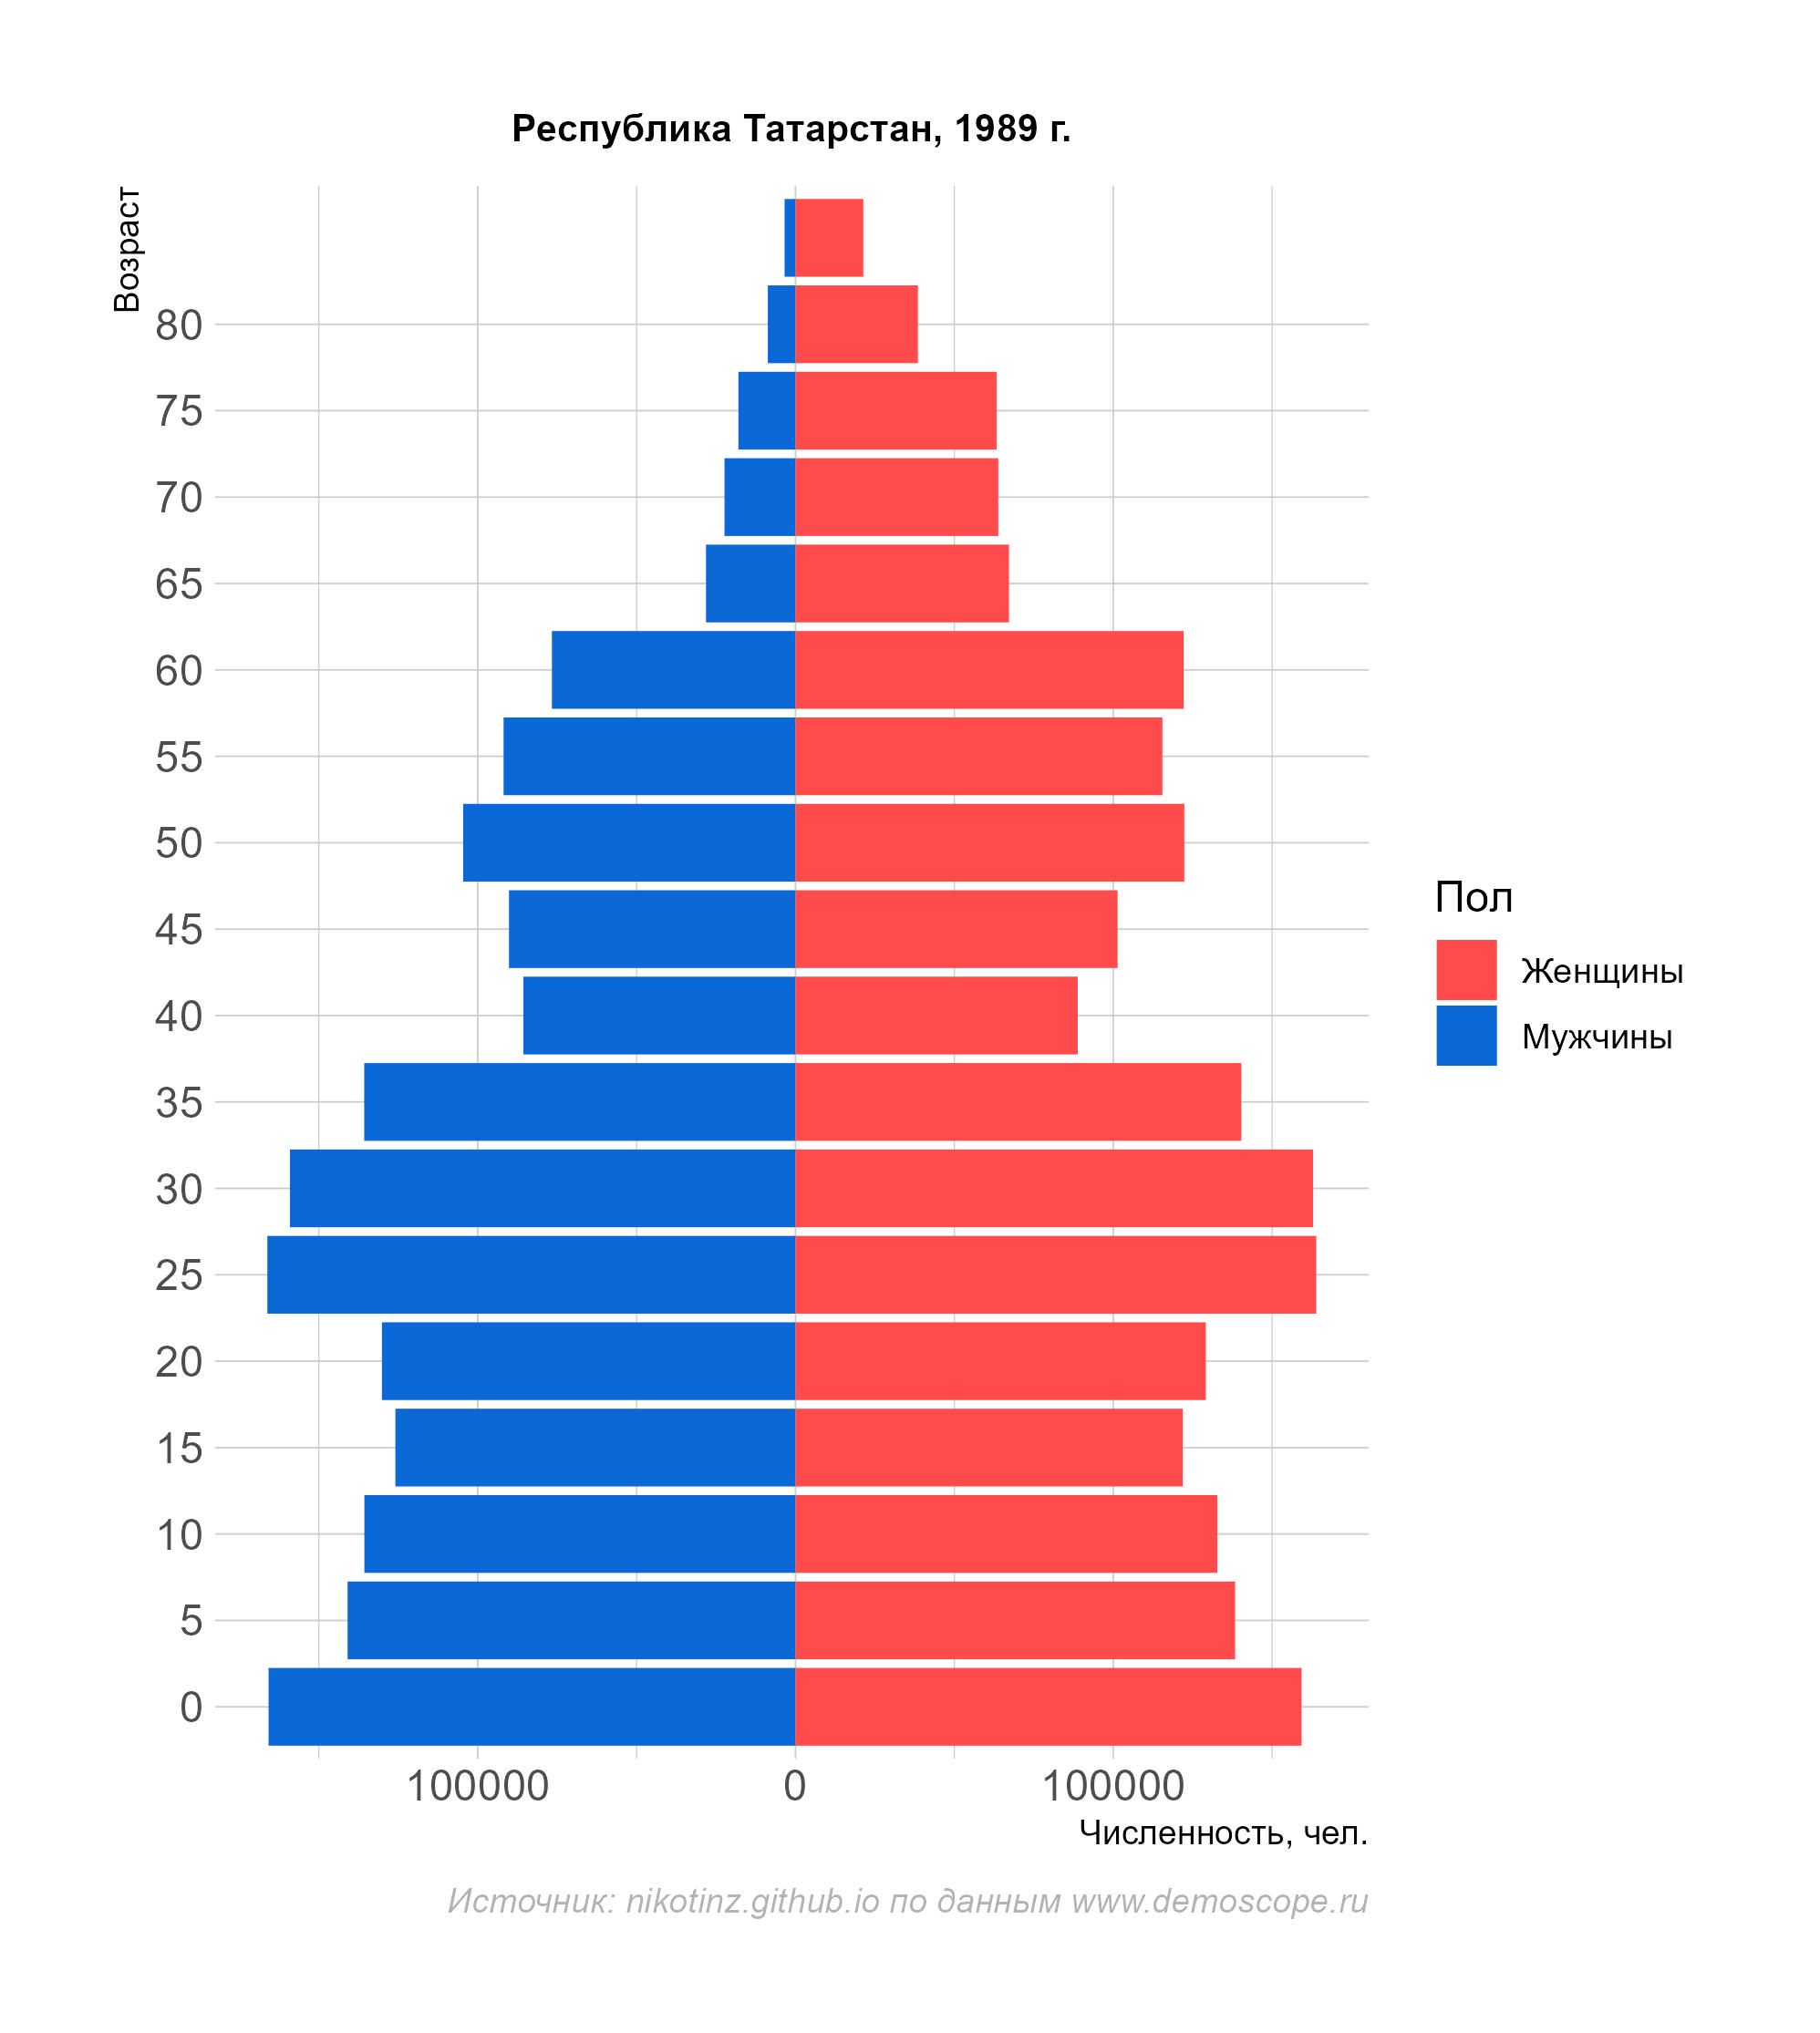 Республика Татарстан, 1989 г.
Возраст
80
75
70
65
60
55
50
45
40
35
30
25
20
15
10
5
0
100000 0 100000
Численность, чел.
Пол
Женщины
Мужчины
Источник: nikotinz.github.io по данным www.demoscope.ru